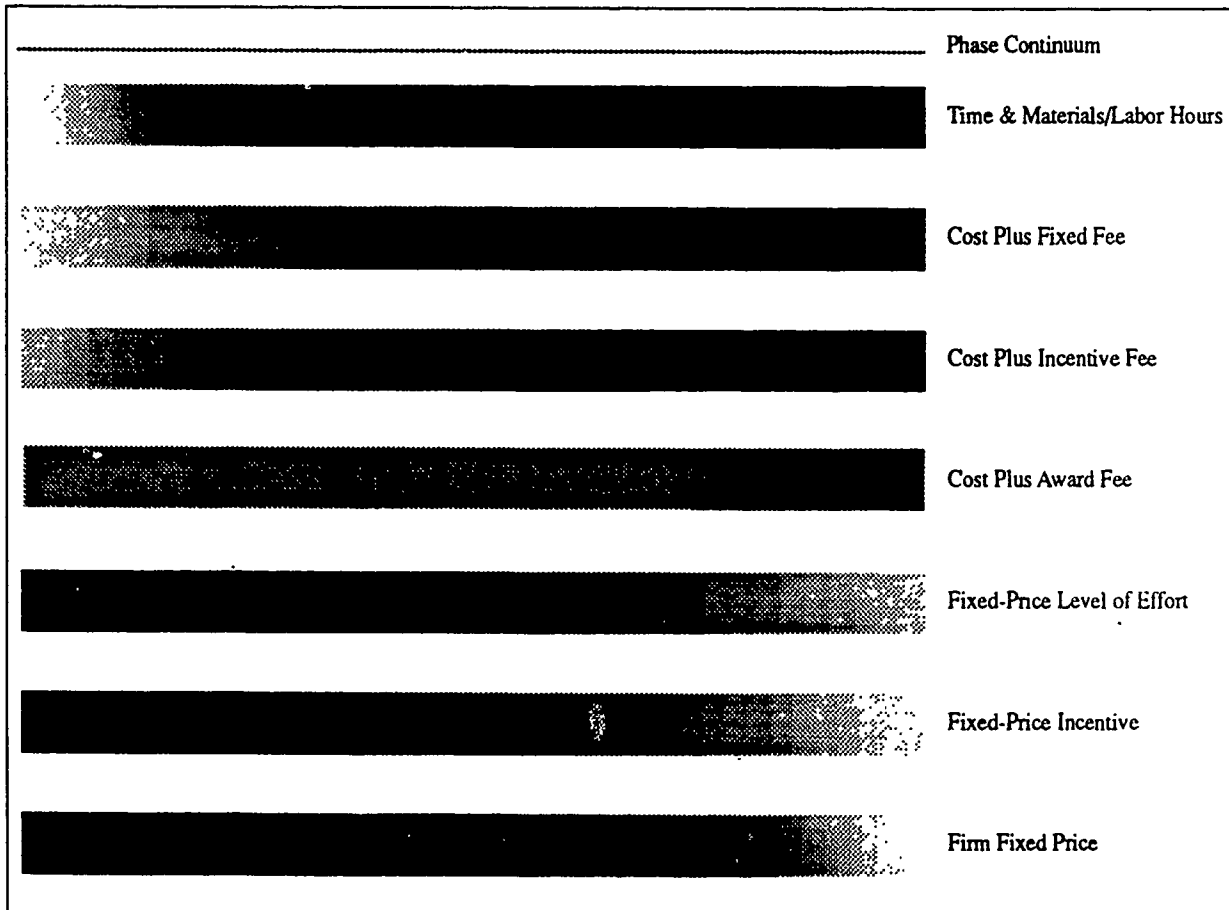 Phase Continuum
Time & Materials/Labor Hours
Cost Plus Fixed Fee
Cost Plus Incentive Fee
Cost Plus Award Fee
Fixed-Price Level of Effort
Fixed-Price Incentive
Firm Fixed Price